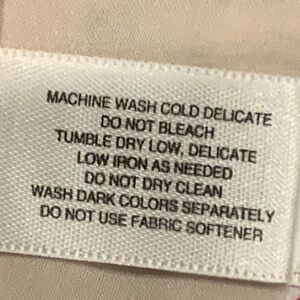 MACHINE WASH COLD DELICATE
DO NOT BLEACH
TUMBLE DRY LOW, DELICATE
LOW IRON AS NEEDED
DO NOT DRY CLEAN
WASH DARK COLORS SEPARATELY
DO NOT USE FABRIC SOFTENER